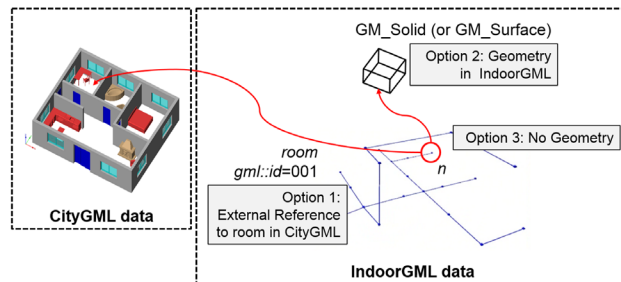 GM_Solid (or GM_Surface)
Option 2: Geometry
in IndoorGML
Option 3: No Geometry
room
gml::id=001
n
Option 1:
External Reference
to room in CityGML
CityGML data
IndoorGML data